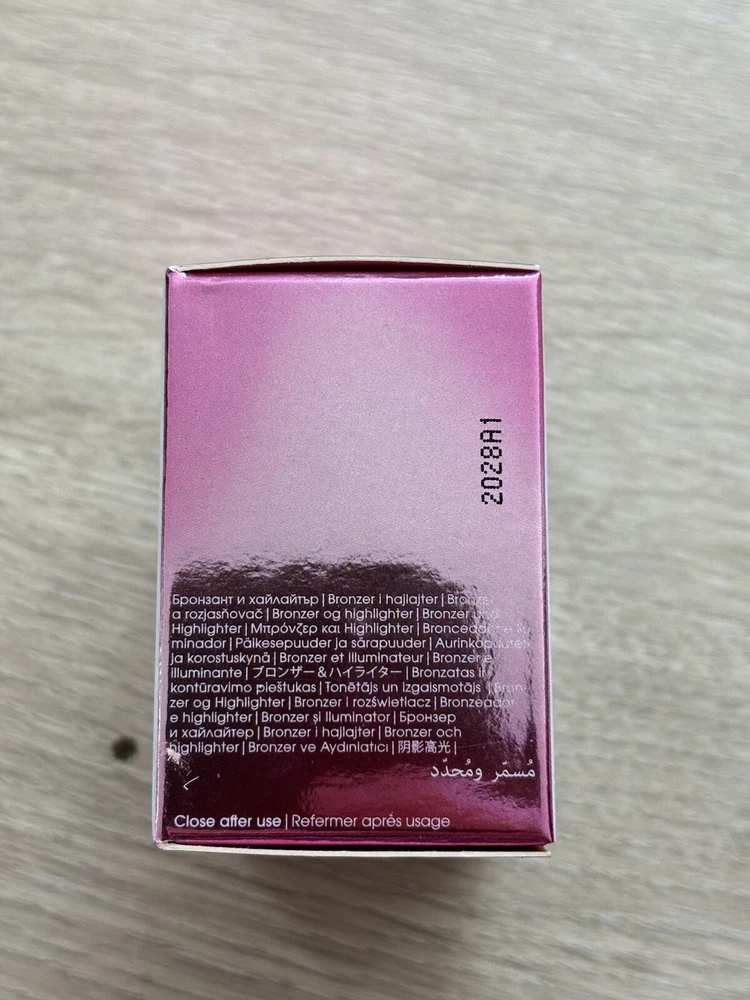 2028A1
Бронзант и хайлайтър | Bronzer i hajlajter | Bronzer
a rozjasňovač | Bronzer og highlighter | Bronzer und
Highlighter | Μπρόνζερ και Highlighter | Bronceador e ilu-
minador | Päikesepuuder ja särapuuder | Aurinkopuuteri
ja korostuskynä | Bronzer et illuminateur | Bronzer e
illuminante | ブロンザー＆ハイライター | Bronzatas ir
kontūravimo pieštukas | Tonētājs un izgaismotājs | Bron-
zer og Highlighter | Bronzer i rozświetlacz | Bronzeador
e highlighter | Bronzer și Iluminator | Бронзер
и хайлайтер | Bronzer i hajlajter | Bronzer och
highlighter | Bronzer ve Aydınlatıcı | 阴影高光 |
مُسمّر ومُحدّد
Close after use | Refermer après usage